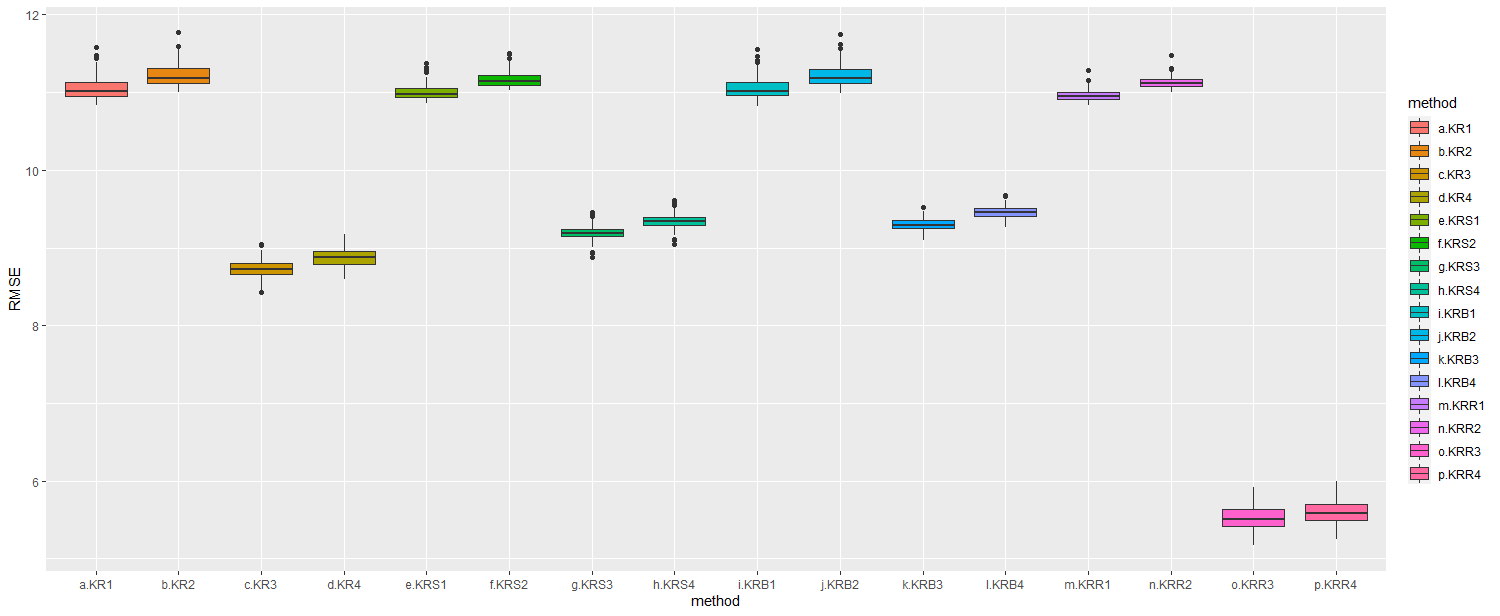 12
10
8
6
RMSE
a.KR1 b.KR2 c.KR3 d.KR4 e.KRS1 f.KRS2 g.KRS3 h.KRS4 i.KRB1 j.KRB2 k.KRB3 l.KRB4 m.KRR1 n.KRR2 o.KRR3 p.KRR4
method
method
a.KR1
b.KR2
c.KR3
d.KR4
e.KRS1
f.KRS2
g.KRS3
h.KRS4
i.KRB1
j.KRB2
k.KRB3
l.KRB4
m.KRR1
n.KRR2
o.KRR3
p.KRR4